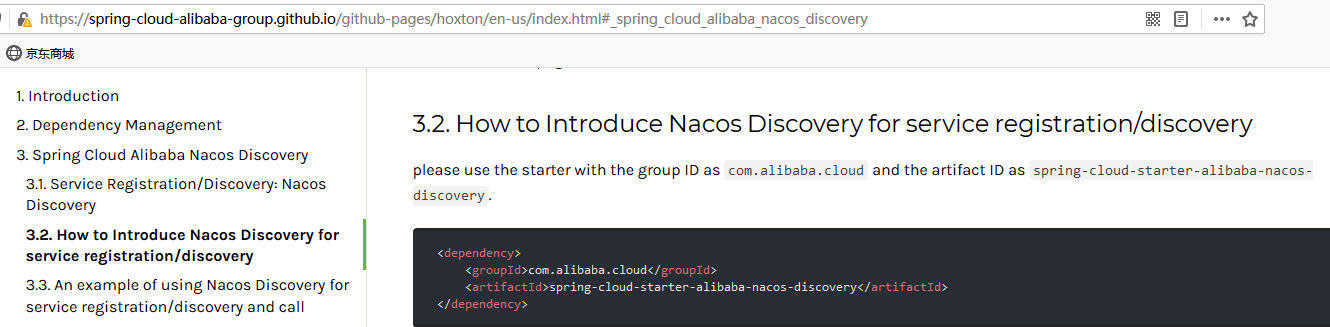 https://spring-cloud-alibaba-group.github.io/github-pages/hoxton/en-us/index.html#_spring_cloud_alibaba_nacos_discovery
京东商城
1. Introduction
2. Dependency Management
3. Spring Cloud Alibaba Nacos Discovery
3.1. Service Registration/Discovery: Nacos
Discovery
3.2. How to Introduce Nacos Discovery for
service registration/discovery
3.3. An example of using Nacos Discovery for
service registration/discovery and call
3.2. How to Introduce Nacos Discovery for service registration/discovery
please use the starter with the group ID as com.alibaba.cloud and the artifact ID as spring-cloud-starter-alibaba-nacos-
discovery.
<dependency>
    <groupId>com.alibaba.cloud</groupId>
    <artifactId>spring-cloud-starter-alibaba-nacos-discovery</artifactId>
</dependency>